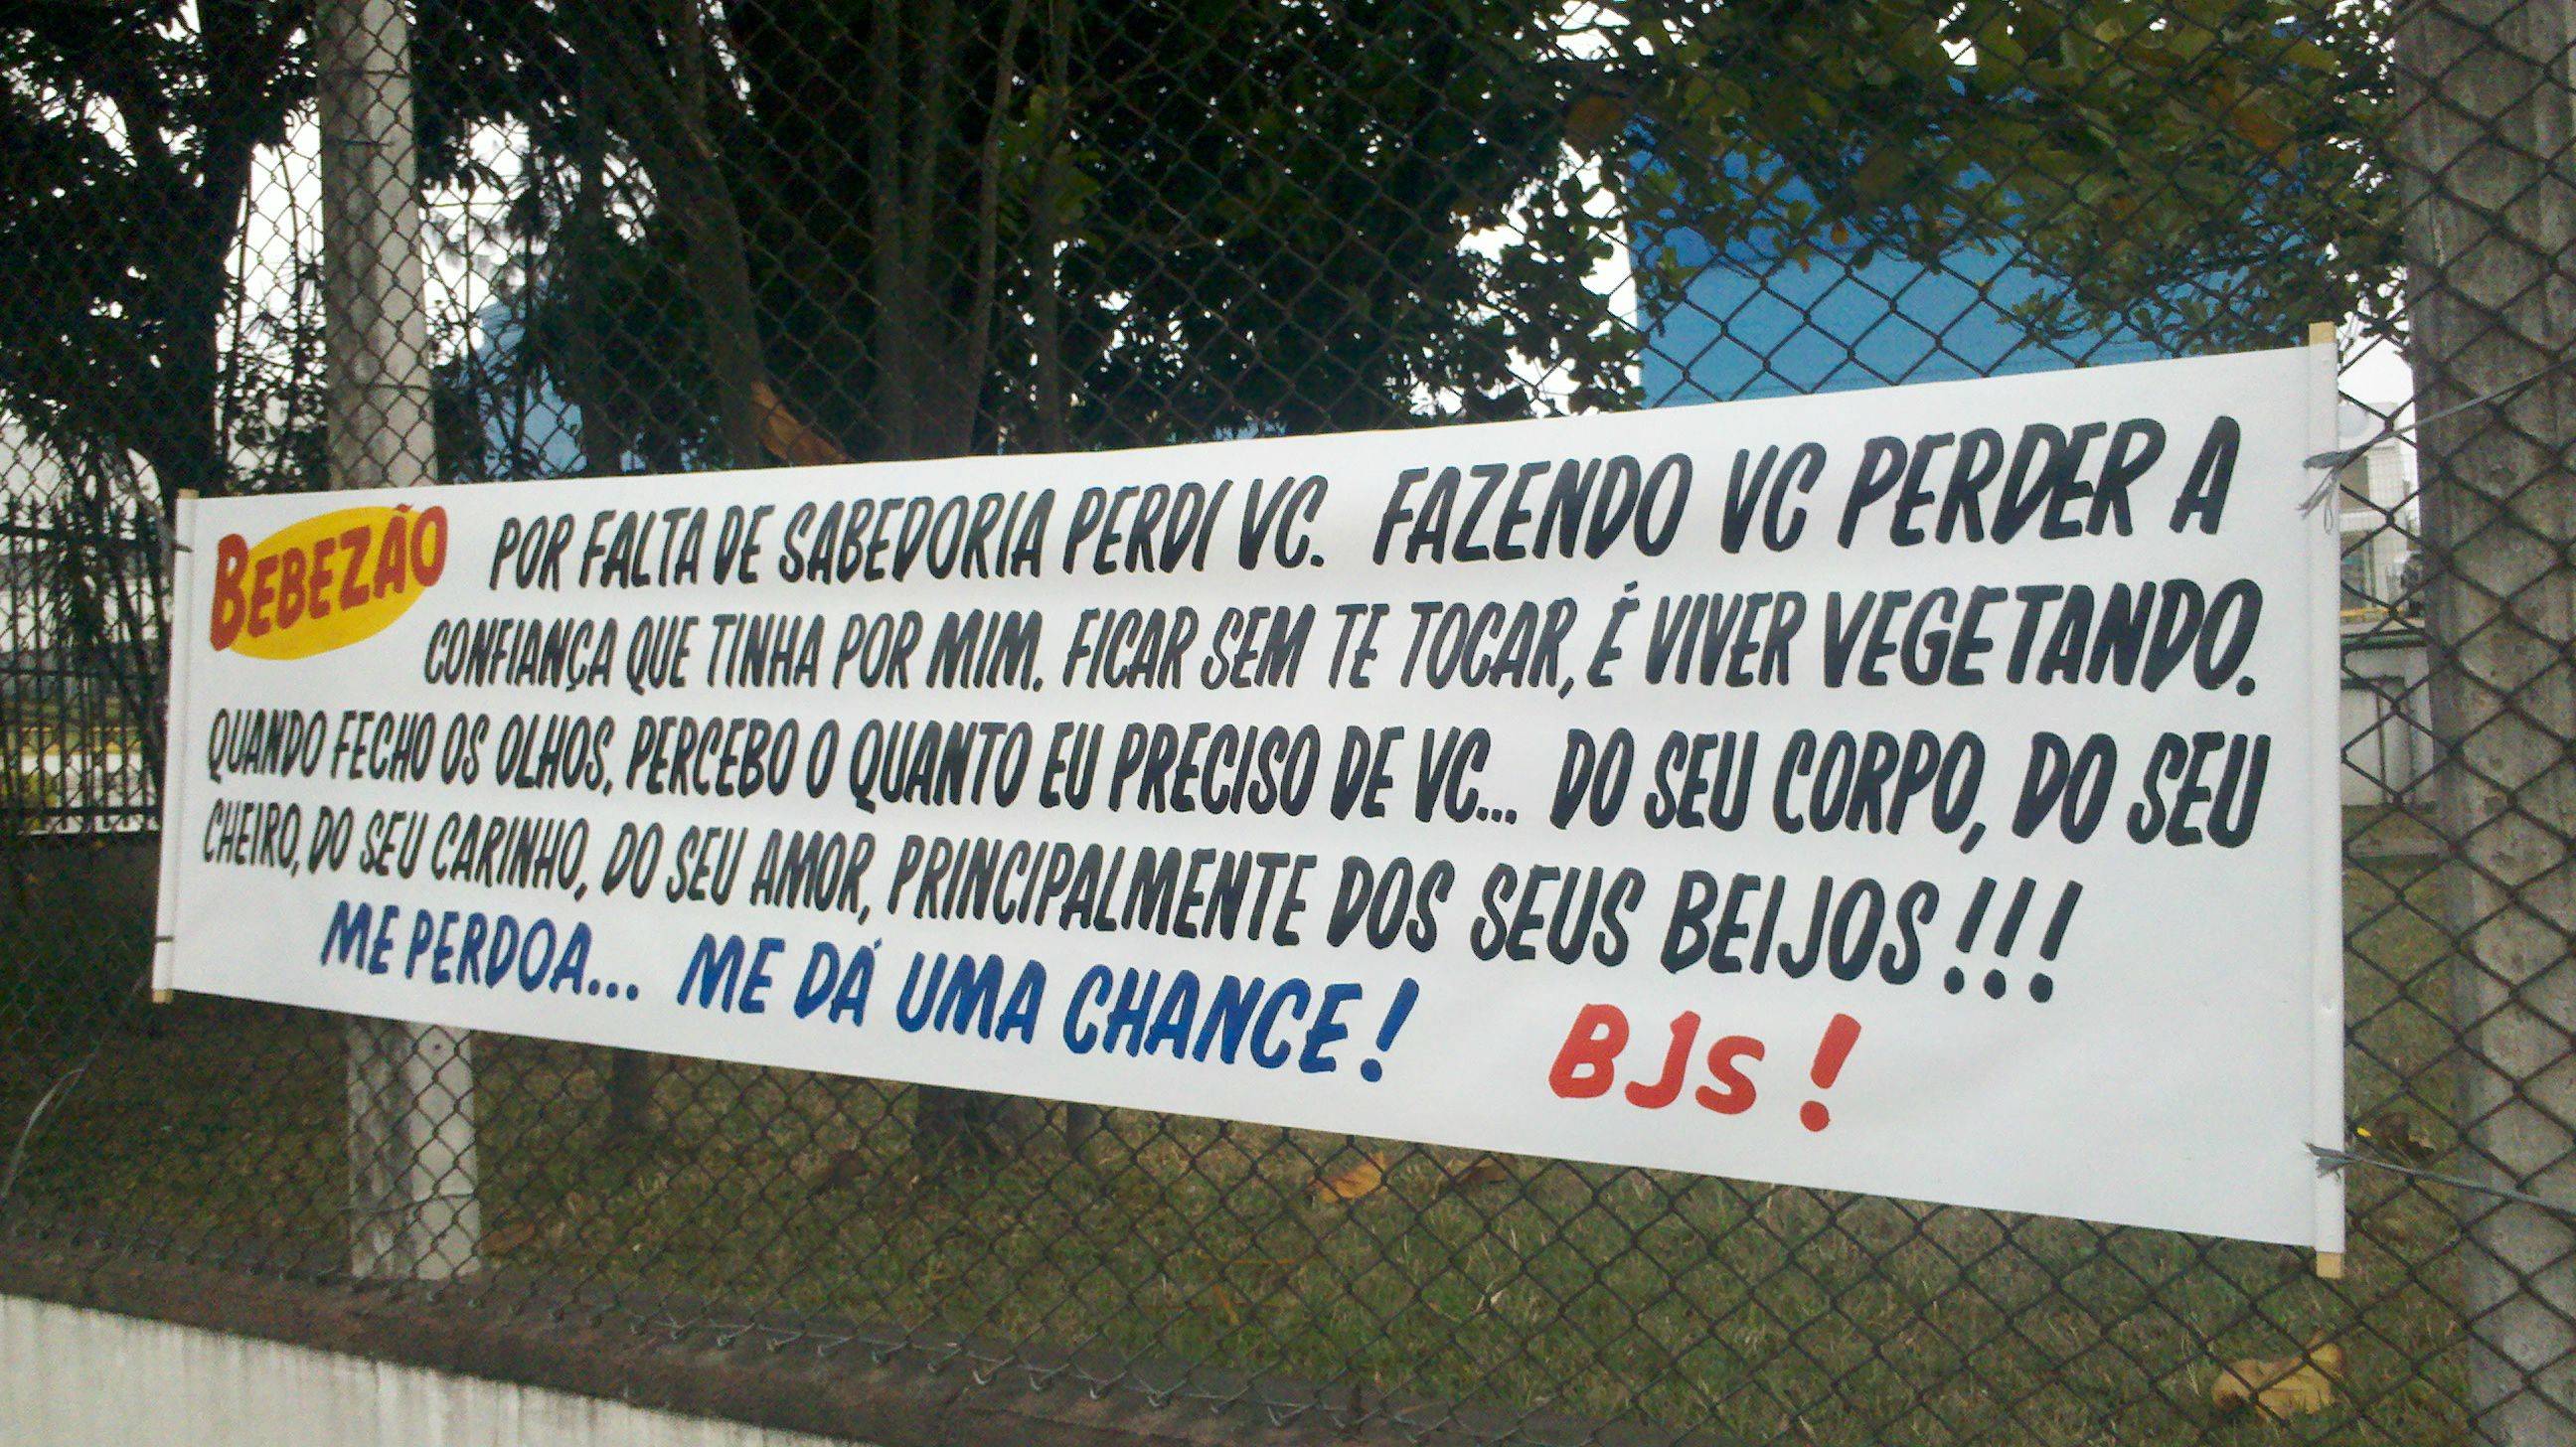 BEBEZÃO POR FALTA DE SABEDORIA PERDI VC. FAZENDO VC PERDER A
CONFIANÇA QUE TINHA POR MIM. FICAR SEM TE TOCAR, É VIVER VEGETANDO.
QUANDO FECHO OS OLHOS, PERCEBO O QUANTO EU PRECISO DE VC... DO SEU CORPO, DO SEU
CHEIRO, DO SEU CARINHO, DO SEU AMOR, PRINCIPALMENTE DOS SEUS BEIJOS!!!
ME PERDOA... ME DÁ UMA CHANCE! BJs!